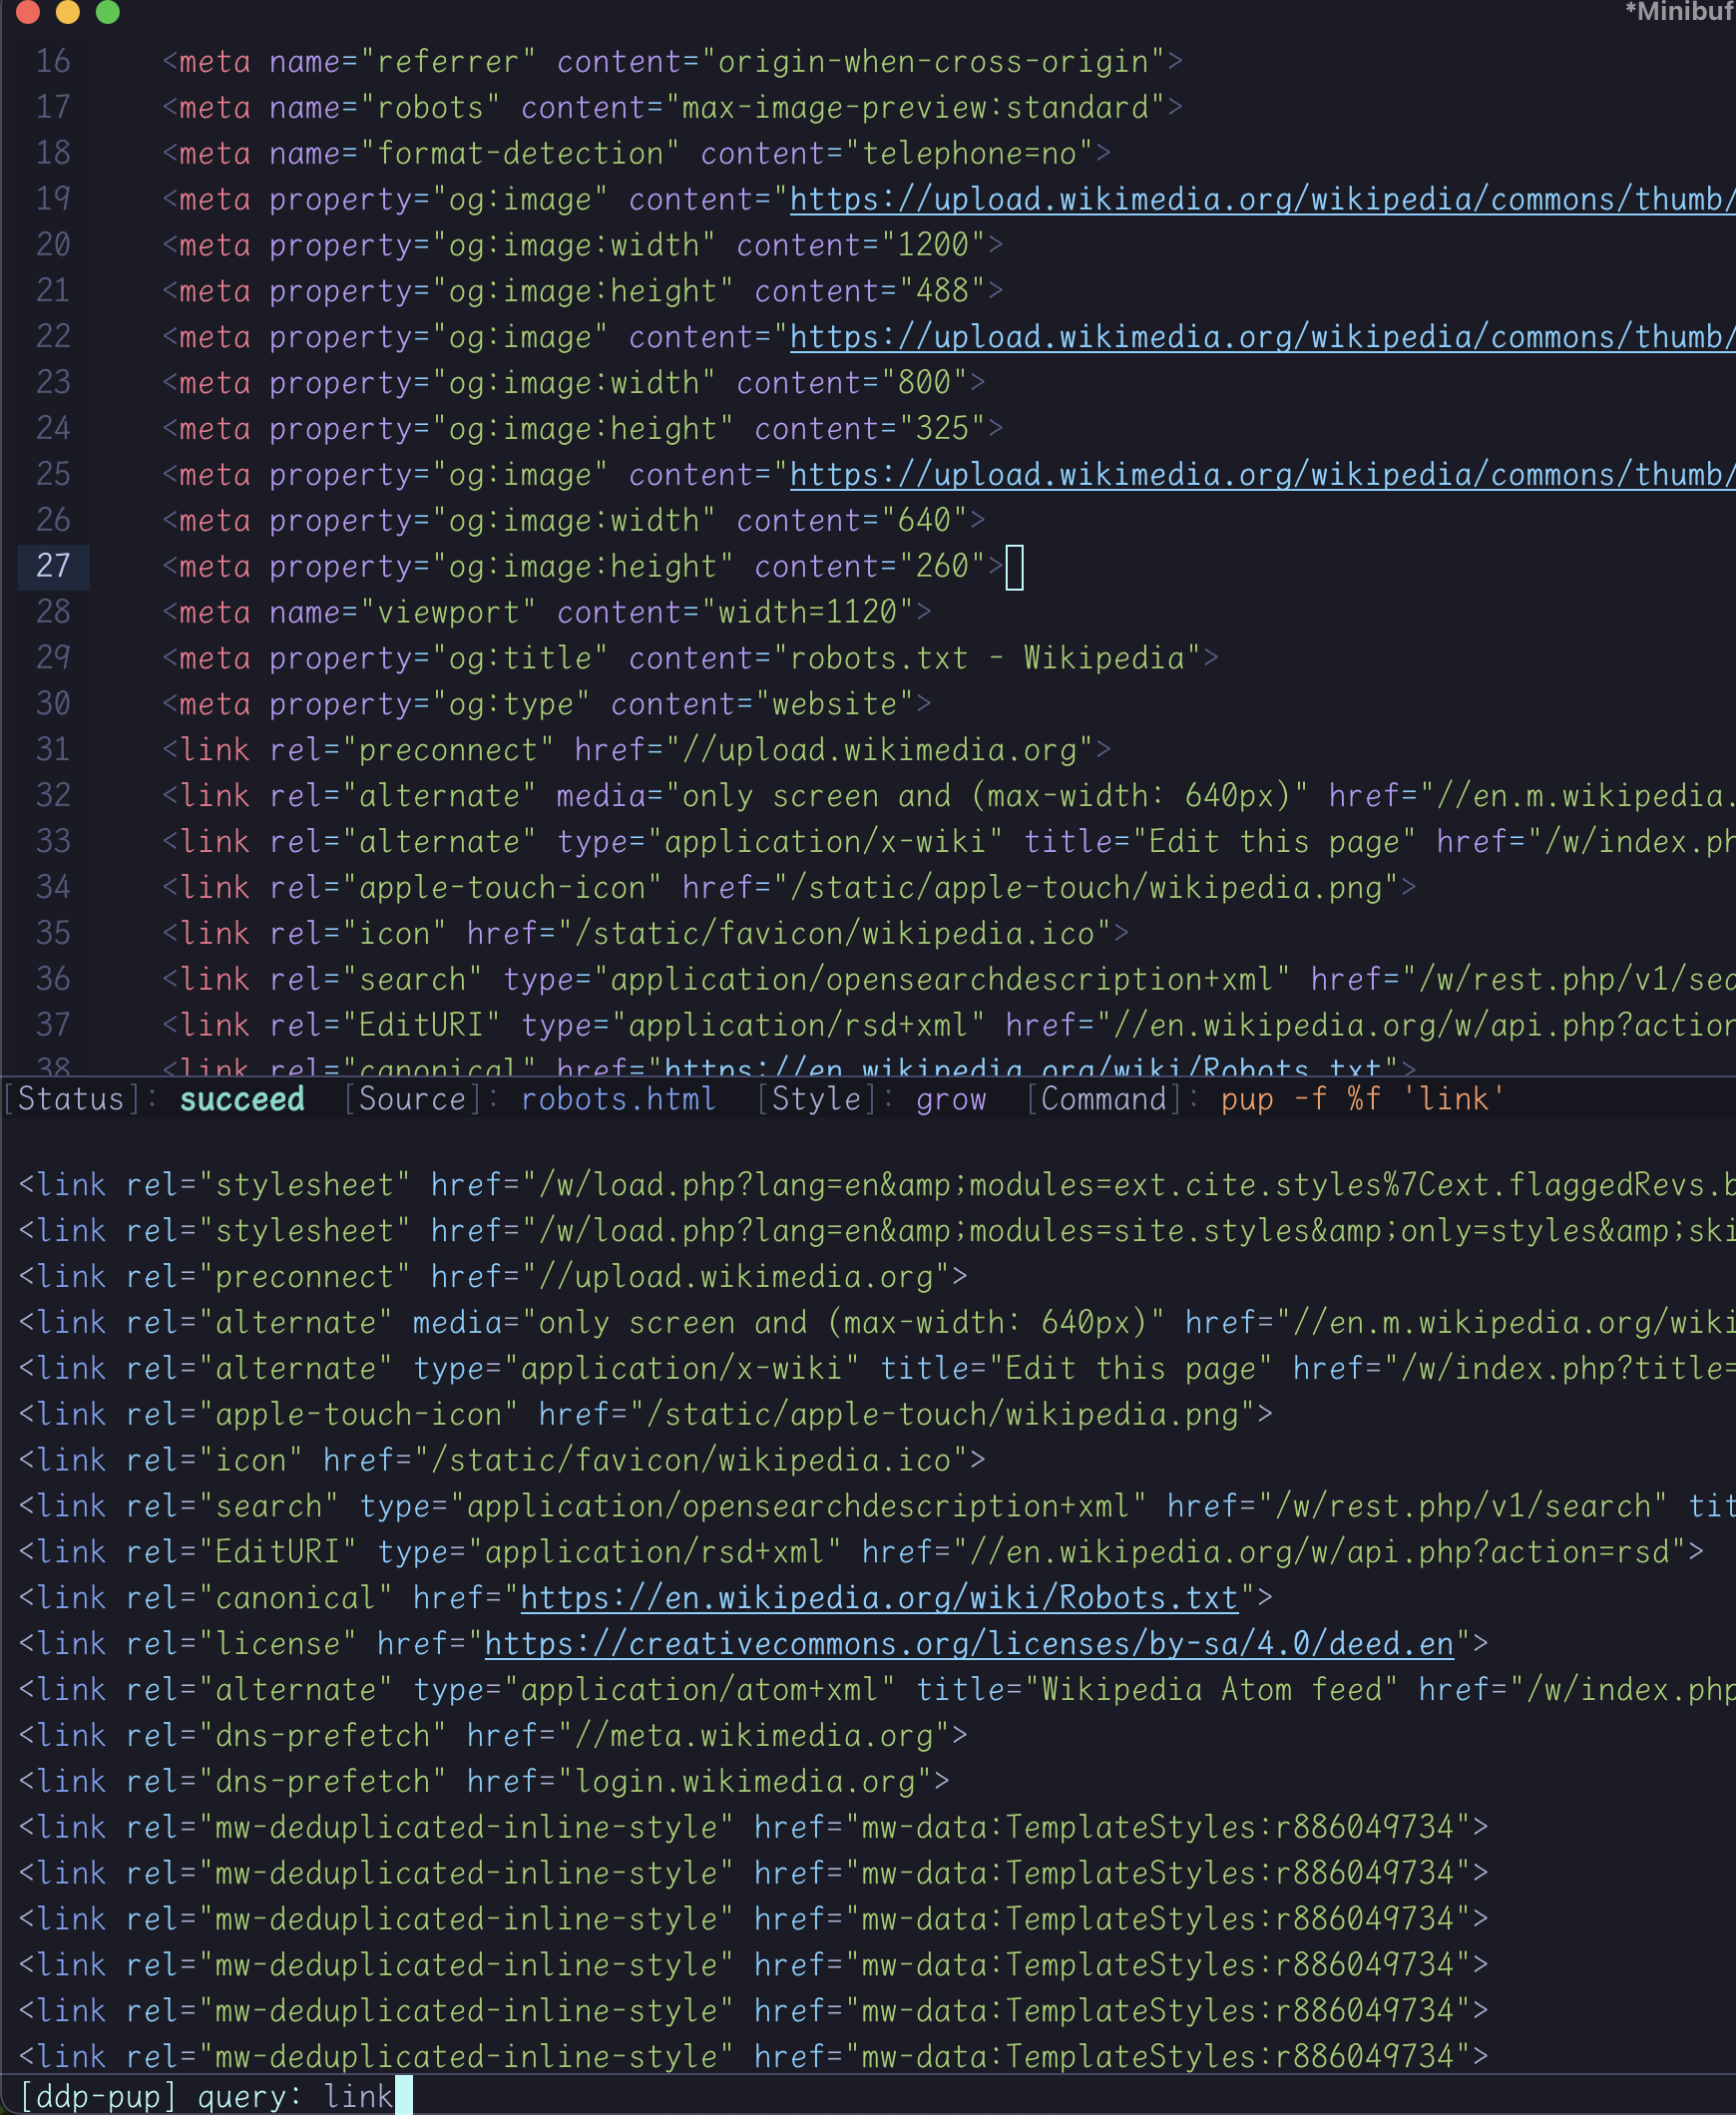 *Minibuf
16 <meta name="referrer" content="origin-when-cross-origin">
17 <meta name="robots" content="max-image-preview:standard">
18 <meta name="format-detection" content="telephone=no">
19 <meta property="og:image" content="https://upload.wikimedia.org/wikipedia/commons/thumb/
20 <meta property="og:image:width" content="1200">
21 <meta property="og:image:height" content="488">
22 <meta property="og:image" content="https://upload.wikimedia.org/wikipedia/commons/thumb/
23 <meta property="og:image:width" content="800">
24 <meta property="og:image:height" content="325">
25 <meta property="og:image" content="https://upload.wikimedia.org/wikipedia/commons/thumb/
26 <meta property="og:image:width" content="640">
27 <meta property="og:image:height" content="260">
28 <meta name="viewport" content="width=1120">
29 <meta property="og:title" content="robots.txt - Wikipedia">
30 <meta property="og:type" content="website">
31 <link rel="preconnect" href="//upload.wikimedia.org">
32 <link rel="alternate" media="only screen and (max-width: 640px)" href="//en.m.wikipedia.
33 <link rel="alternate" type="application/x-wiki" title="Edit this page" href="/w/index.ph
34 <link rel="apple-touch-icon" href="/static/apple-touch/wikipedia.png">
35 <link rel="icon" href="/static/favicon/wikipedia.ico">
36 <link rel="search" type="application/opensearchdescription+xml" href="/w/rest.php/v1/sea
37 <link rel="EditURI" type="application/rsd+xml" href="//en.wikipedia.org/w/api.php?action
38 <link rel="canonical" href="https://en.wikipedia.org/wiki/Robots.txt">
[Status]: succeed [Source]: robots.html [Style]: grow [Command]: pup -f %f 'link'
<link rel="stylesheet" href="/w/load.php?lang=en&amp;modules=ext.cite.styles%7Cext.flaggedRevs.b
<link rel="stylesheet" href="/w/load.php?lang=en&amp;modules=site.styles&amp;only=styles&amp;ski
<link rel="preconnect" href="//upload.wikimedia.org">
<link rel="alternate" media="only screen and (max-width: 640px)" href="//en.m.wikipedia.org/wiki
<link rel="alternate" type="application/x-wiki" title="Edit this page" href="/w/index.php?title=
<link rel="apple-touch-icon" href="/static/apple-touch/wikipedia.png">
<link rel="icon" href="/static/favicon/wikipedia.ico">
<link rel="search" type="application/opensearchdescription+xml" href="/w/rest.php/v1/search" tit
<link rel="EditURI" type="application/rsd+xml" href="//en.wikipedia.org/w/api.php?action=rsd">
<link rel="canonical" href="https://en.wikipedia.org/wiki/Robots.txt">
<link rel="license" href="https://creativecommons.org/licenses/by-sa/4.0/deed.en">
<link rel="alternate" type="application/atom+xml" title="Wikipedia Atom feed" href="/w/index.php
<link rel="dns-prefetch" href="//meta.wikimedia.org">
<link rel="dns-prefetch" href="login.wikimedia.org">
<link rel="mw-deduplicated-inline-style" href="mw-data:TemplateStyles:r886049734">
<link rel="mw-deduplicated-inline-style" href="mw-data:TemplateStyles:r886049734">
<link rel="mw-deduplicated-inline-style" href="mw-data:TemplateStyles:r886049734">
<link rel="mw-deduplicated-inline-style" href="mw-data:TemplateStyles:r886049734">
<link rel="mw-deduplicated-inline-style" href="mw-data:TemplateStyles:r886049734">
<link rel="mw-deduplicated-inline-style" href="mw-data:TemplateStyles:r886049734">
[ddp-pup] query: link